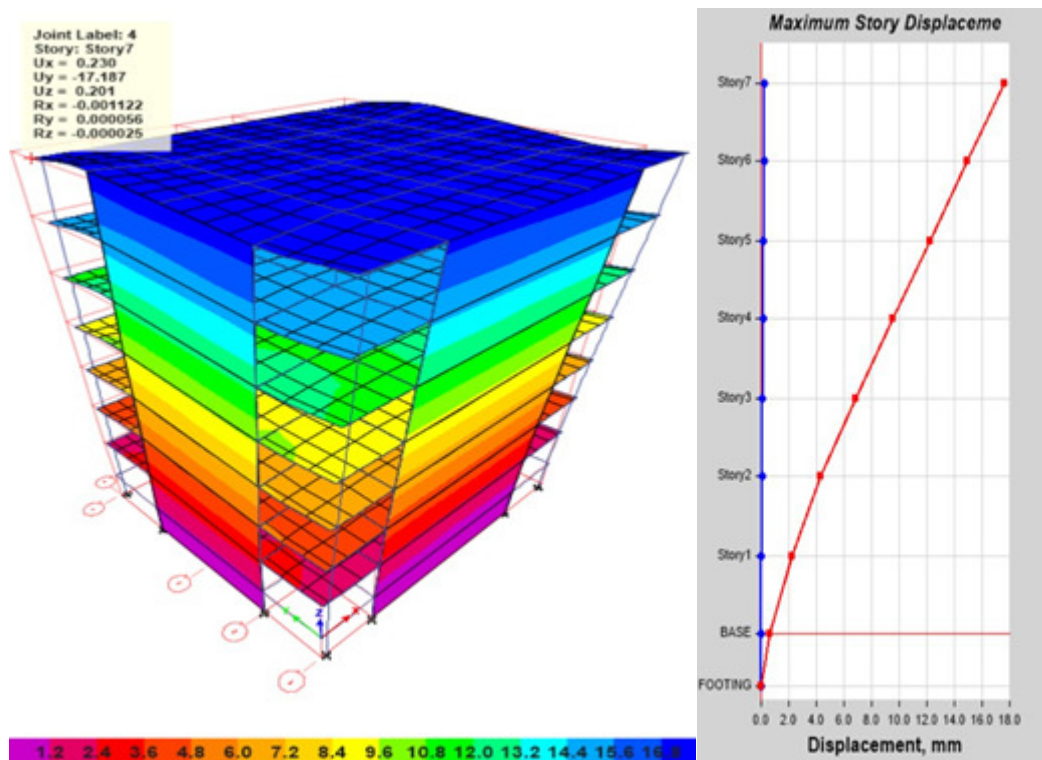 Joint Label: 4
Story: Story7
Ux = 0.230
Uy = -17.187
Uz = 0.201
Rx = -0.001122
Ry = 0.000056
Rz = -0.000025
Z
1.2 2.4 3.6 4.8 6.0 7.2 8.4 9.6 10.8 12.0 13.2 14.4 15.6 16.8
Maximum Story Displaceme
Story7
Story6
Story5
Story4
Story3
Story2
Story1
BASE
FOOTING
0.0 2.0 4.0 6.0 8.0 10.0 12.0 14.0 16.0 18.0
Displacement, mm